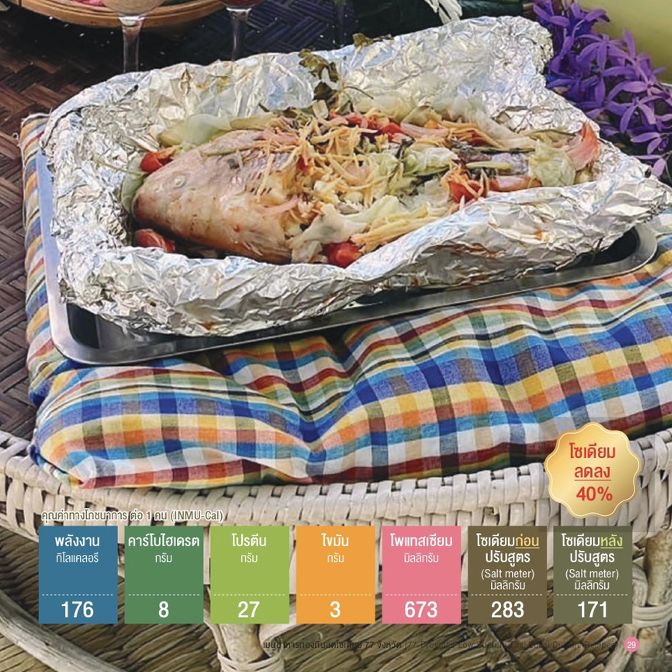 โซเดียม
ลดลง
40%
คุณค่าทางโภชนาการ ต่อ 1 คน (INMU-Cal)
พลังงาน
กิโลแคลอรี
176
คาร์โบไฮเดรต
กรัม
8
โปรตีน
กรัม
27
ไขมัน
กรัม
3
โพแทสเซียม
มิลลิกรัม
673
โซเดียมก่อน
ปรับสูตร
(Salt meter)
มิลลิกรัม
283
โซเดียมหลัง
ปรับสูตร
(Salt meter)
มิลลิกรัม
171
77 จังหวัด (77
29